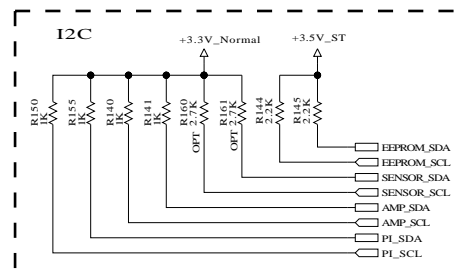 I2C
+3.3V_Normal
+3.5V_ST
R150
1K
R155
1K
R140
1K
R141
1K
R160
2.7K
OPT
R161
2.7K
OPT
R144
2.2K
R145
2.2K
EEPROM_SDA
EEPROM_SCL
SENSOR_SDA
SENSOR_SCL
AMP_SDA
AMP_SCL
PI_SDA
PI_SCL